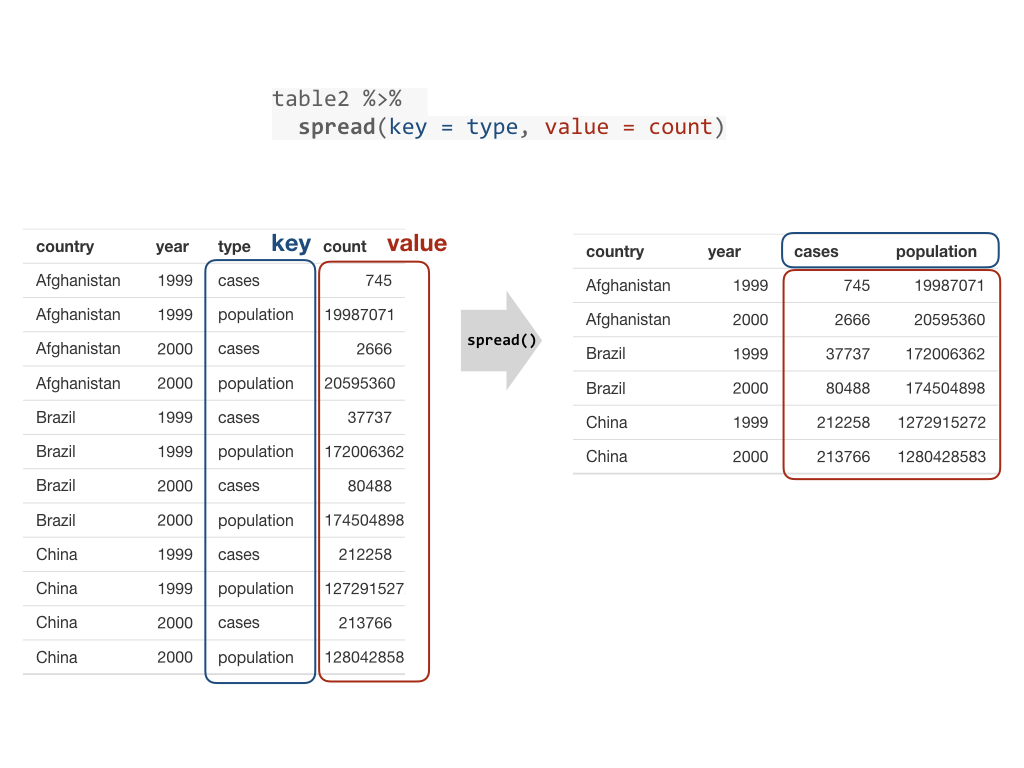 table2 %>%
spread(key = type, value = count)
country year type key count value
Afghanistan 1999 cases 745
Afghanistan 1999 population 19987071
Afghanistan 2000 cases 2666
Afghanistan 2000 population 20595360
Brazil 1999 cases 37737
Brazil 1999 population 172006362
Brazil 2000 cases 80488
Brazil 2000 population 174504898
China 1999 cases 212258
China 1999 population 127291527
China 2000 cases 213766
China 2000 population 128042858
spread()
country year cases population
Afghanistan 1999 745 19987071
Afghanistan 2000 2666 20595360
Brazil 1999 37737 172006362
Brazil 2000 80488 174504898
China 1999 212258 1272915272
China 2000 213766 1280428583